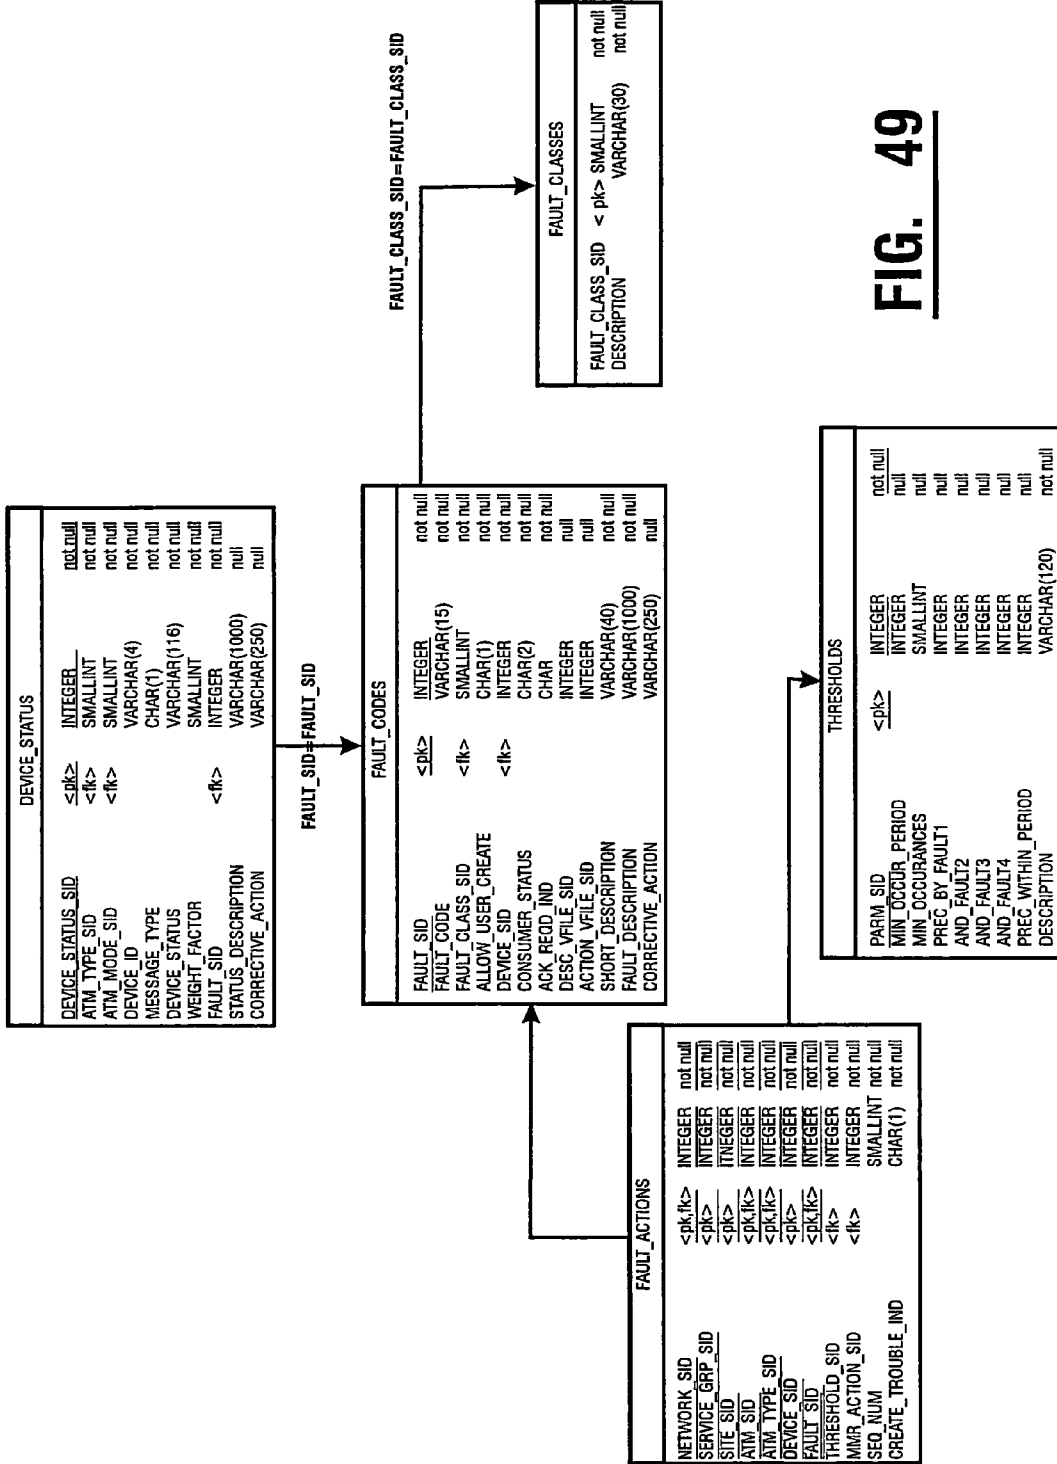 DEVICE_STATUS
DEVICE_STATUS_SID <pk> INTEGER not null
ATM_TYPE_SID <fk> SMALLINT not null
ATM_MODE_SID <fk> SMALLINT not null
DEVICE_ID VARCHAR(4) not null
MESSAGE_TYPE CHAR(1) not null
DEVICE_STATUS VARCHAR(116) not null
WEIGHT_FACTOR SMALLINT not null
FAULT_SID <fk> INTEGER not null
STATUS_DESCRIPTION VARCHAR(1000) null
CORRECTIVE_ACTION VARCHAR(250) null
FAULT_SID=FAULT_SID
FAULT_CODES
FAULT_SID <pk> INTEGER not null
FAULT_CODE VARCHAR(15) not null
FAULT_CLASS_SID <fk> SMALLINT not null
ALLOW_USER_CREATE CHAR(1) not null
DEVICE_SID <fk> INTEGER not null
CONSUMER_STATUS CHAR(2) not null
ACK_REQD_IND CHAR not null
DESC_VFILE_SID INTEGER null
ACTION_VFILE_SID INTEGER null
SHORT_DESCRIPTION VARCHAR(40) not null
FAULT_DESCRIPTION VARCHAR(1000) not null
CORRECTIVE_ACTION VARCHAR(250) null
FAULT_CLASS_SID=FAULT_CLASS_SID
FAULT_CLASSES
FAULT_CLASS_SID < pk> SMALLINT not null
DESCRIPTION VARCHAR(30) not null
FAULT_ACTIONS
NETWORK_SID <pk,fk> INTEGER not null
SERVICE_GRP_SID <pk> INTEGER not null
SITE_SID <pk> ITNEGER not null
ATM_SID <pk,fk> INTEGER not null
ATM_TYPE_SID <pk,fk> INTEGER not null
DEVICE_SID <pk> INTEGER not null
FAULT_SID <pk,fk> INTEGER not null
THRESHOLD_SID <fk> INTEGER not null
MMR_ACTION_SID <fk> INTEGER not null
SEQ_NUM SMALLINT not null
CREATE_TROUBLE_IND CHAR(1) not null
THRESHOLDS
PARM_SID <pk> INTEGER not null
MIN_OCCUR_PERIOD INTEGER null
MIN_OCCURANCES SMALLINT null
PREC_BY_FAULT1 INTEGER null
AND_FAULT2 INTEGER null
AND_FAULT3 INTEGER null
AND_FAULT4 INTEGER null
PREC_WITHIN_PERIOD INTEGER null
DESCRIPTION VARCHAR(120) not null
FIG. 49